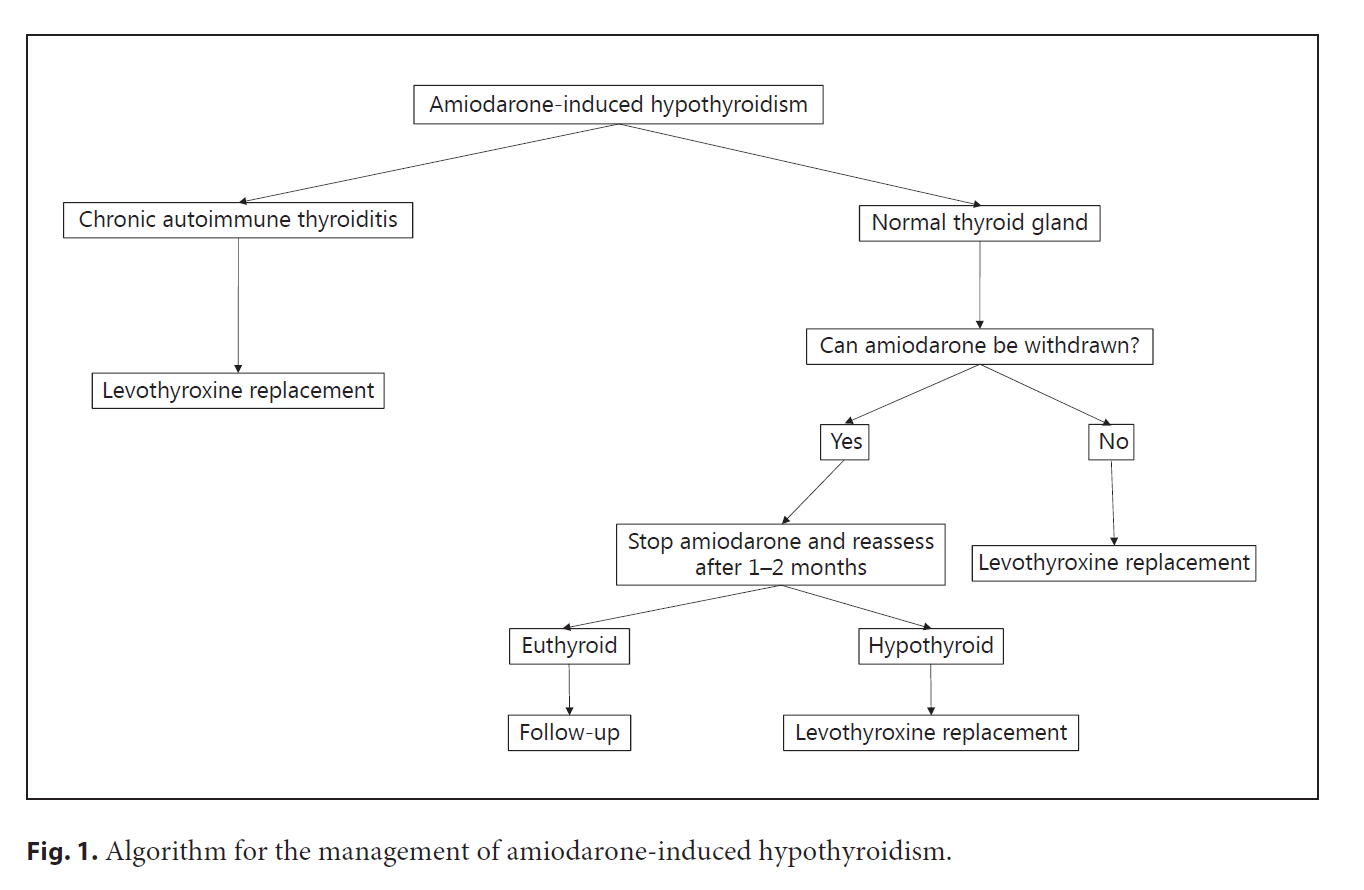 Amiodarone-induced hypothyroidism
Chronic autoimmune thyroiditis
Normal thyroid gland
Can amiodarone be withdrawn?
Levothyroxine replacement
Yes
No
Stop amiodarone and reassess
after 1–2 months
Levothyroxine replacement
Euthyroid
Hypothyroid
Follow-up
Levothyroxine replacement
Fig. 1. Algorithm for the management of amiodarone-induced hypothyroidism.